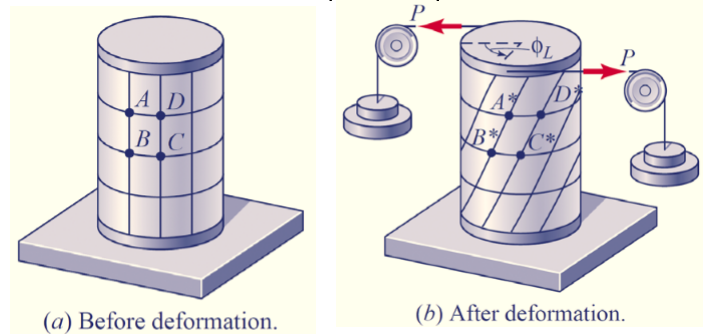 A D
B C
(a) Before deformation.
P
ϕL
P
A* D*
B* C*
(b) After deformation.